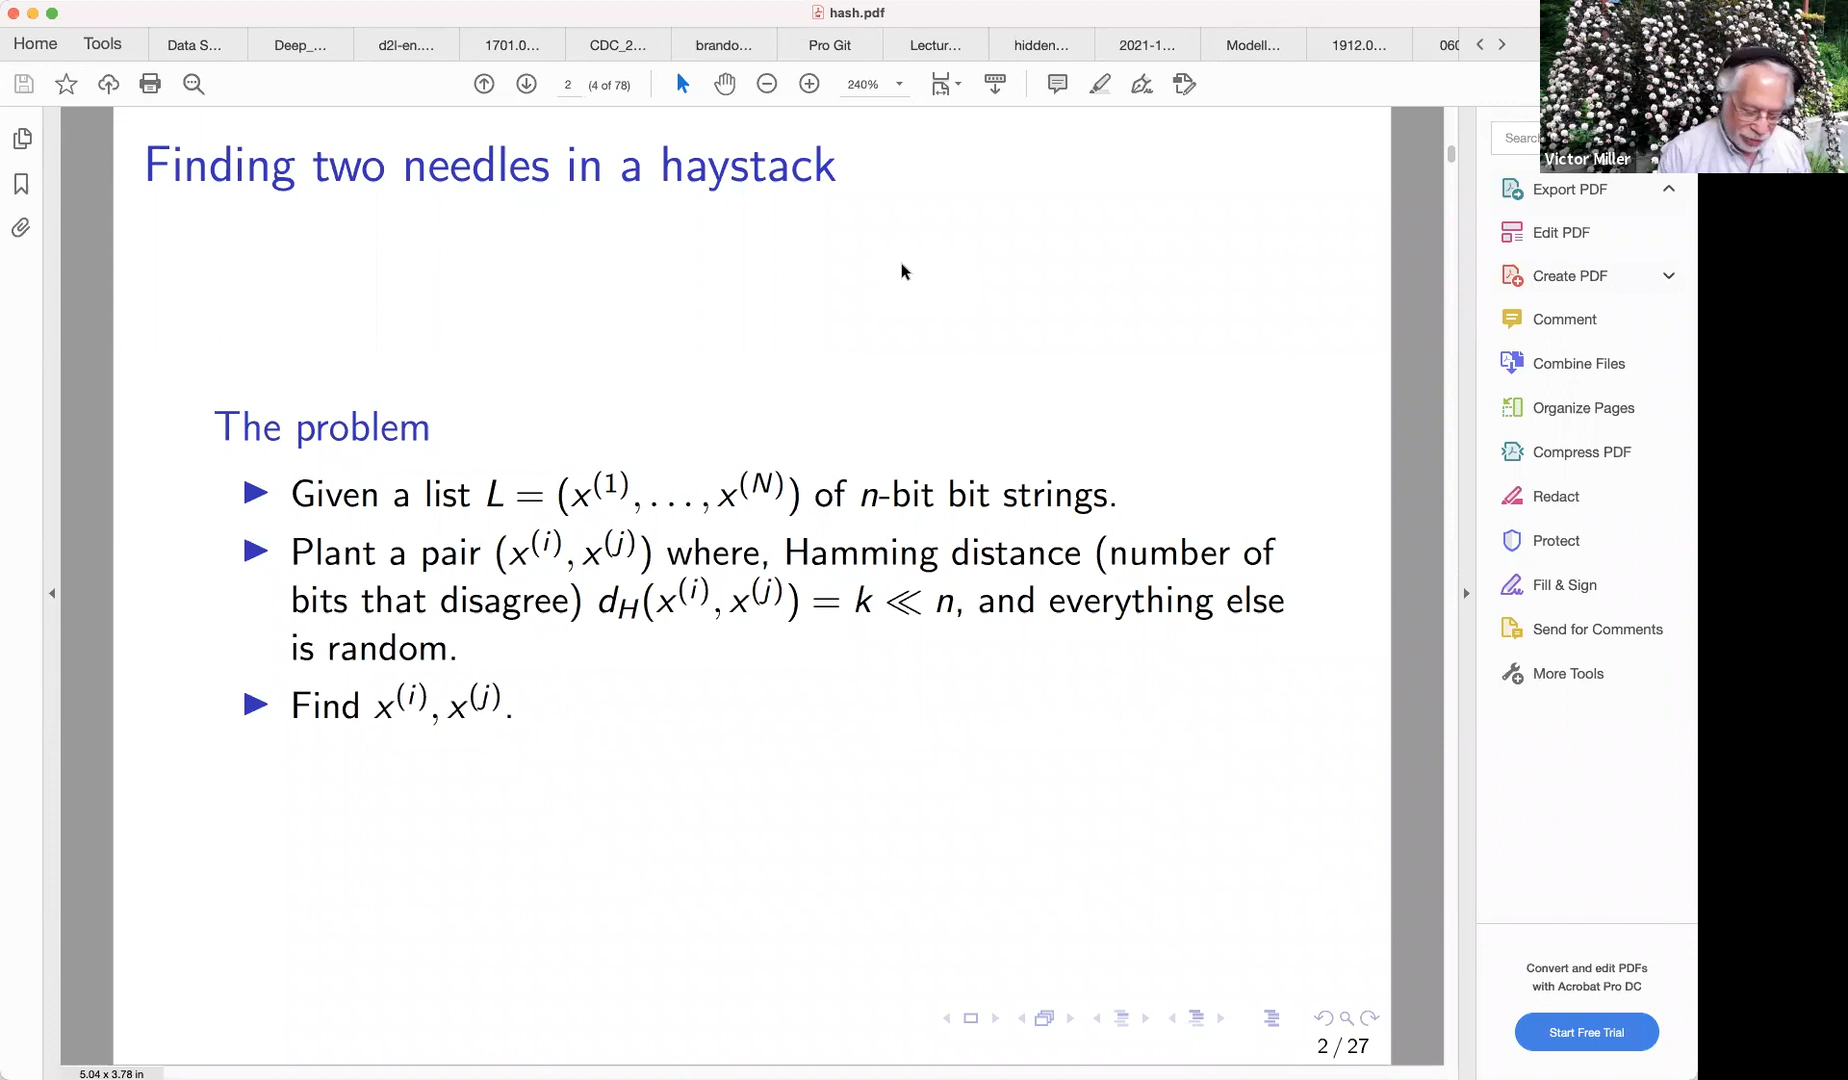 hash.pdf
Home Tools Data S... Deep_... d2l-en.... 1701.0... CDC_2... brando... Pro Git Lectur... hidden... 2021-1... Modell... 1912.0... 060
2 (4 of 78) 240%
Victor Miller
Searc
Finding two needles in a haystack
The problem
▶ Given a list L = (x^(1), . . . , x^(N)) of n-bit bit strings.
▶ Plant a pair (x^(i), x^(j)) where, Hamming distance (number of
bits that disagree) d_H(x^(i), x^(j)) = k ≪ n, and everything else
is random.
▶ Find x^(i), x^(j).
2 / 27
5.04 x 3.78 in
Export PDF
Edit PDF
Create PDF
Comment
Combine Files
Organize Pages
Compress PDF
Redact
Protect
Fill & Sign
Send for Comments
More Tools
Convert and edit PDFs
with Acrobat Pro DC
Start Free Trial